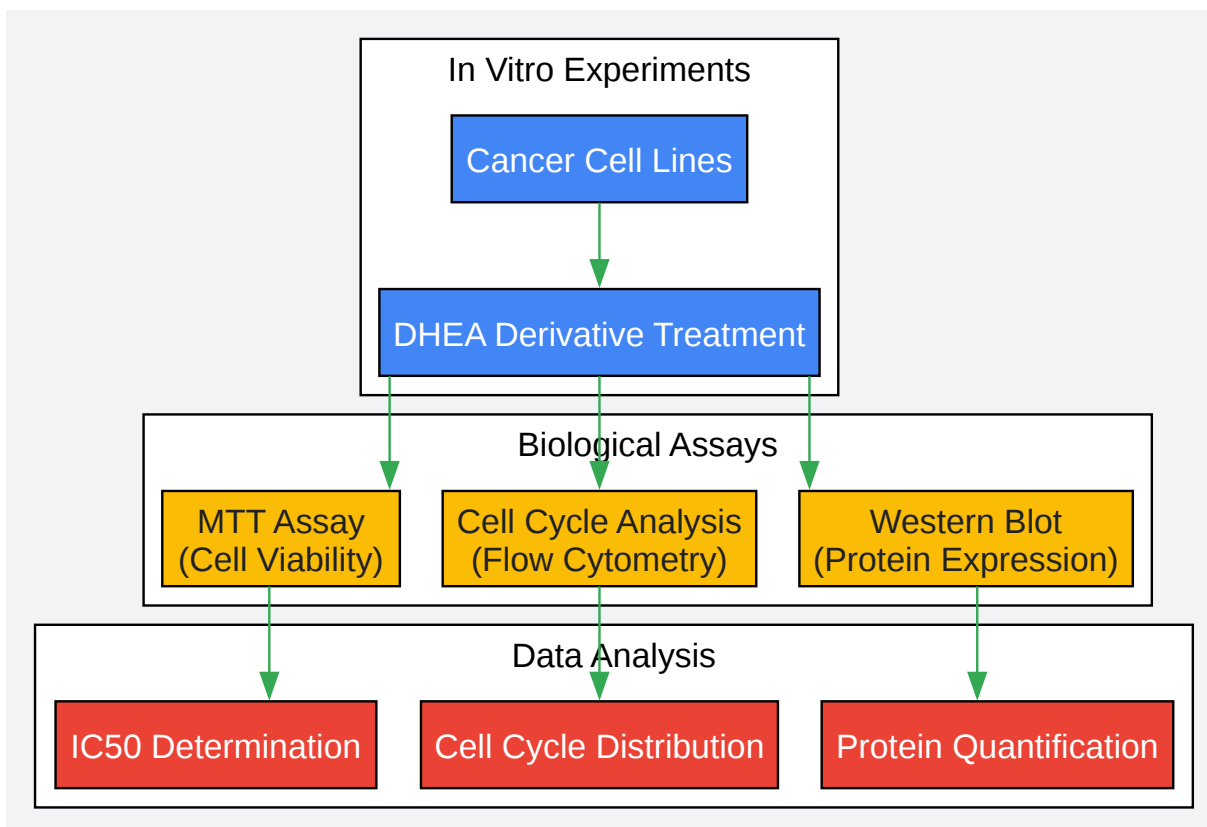 In Vitro Experiments
Cancer Cell Lines
DHEA Derivative Treatment
Biological Assays
MTT Assay
(Cell Viability)
Cell Cycle Analysis
(Flow Cytometry)
Western Blot
(Protein Expression)
Data Analysis
IC50 Determination
Cell Cycle Distribution
Protein Quantification